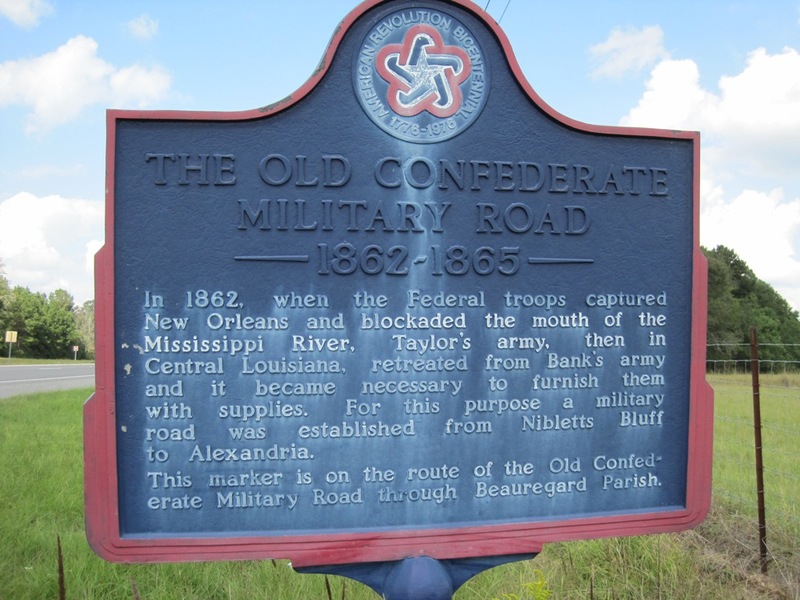 AMERICAN REVOLUTION BICENTENNIAL
1776-1976
THE OLD CONFEDERATE
MILITARY ROAD
1862-1865
In 1862, when the Federal troops captured
New Orleans and blockaded the mouth of the
Mississippi River, Taylor's army, then in
Central Louisiana, retreated from Bank's army
and it became necessary to furnish them
with supplies. For this purpose a military
road was established from Nibletts Bluff
to Alexandria.
This marker is on the route of the Old Confed-
erate Military Road through Beauregard Parish.